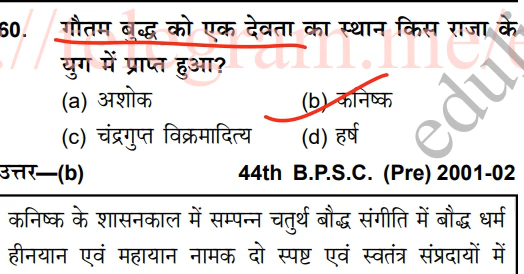 60. गौतम बुद्ध को एक देवता का स्थान किस राजा के
युग में प्राप्त हुआ?
(a) अशोक (b) कनिष्क
(c) चंद्रगुप्त विक्रमादित्य (d) हर्ष
उत्तर—(b) 44th B.P.S.C. (Pre) 2001-02
कनिष्क के शासनकाल में सम्पन्न चतुर्थ बौद्ध संगीति में बौद्ध धर्म
हीनयान एवं महायान नामक दो स्पष्ट एवं स्वतंत्र संप्रदायों में